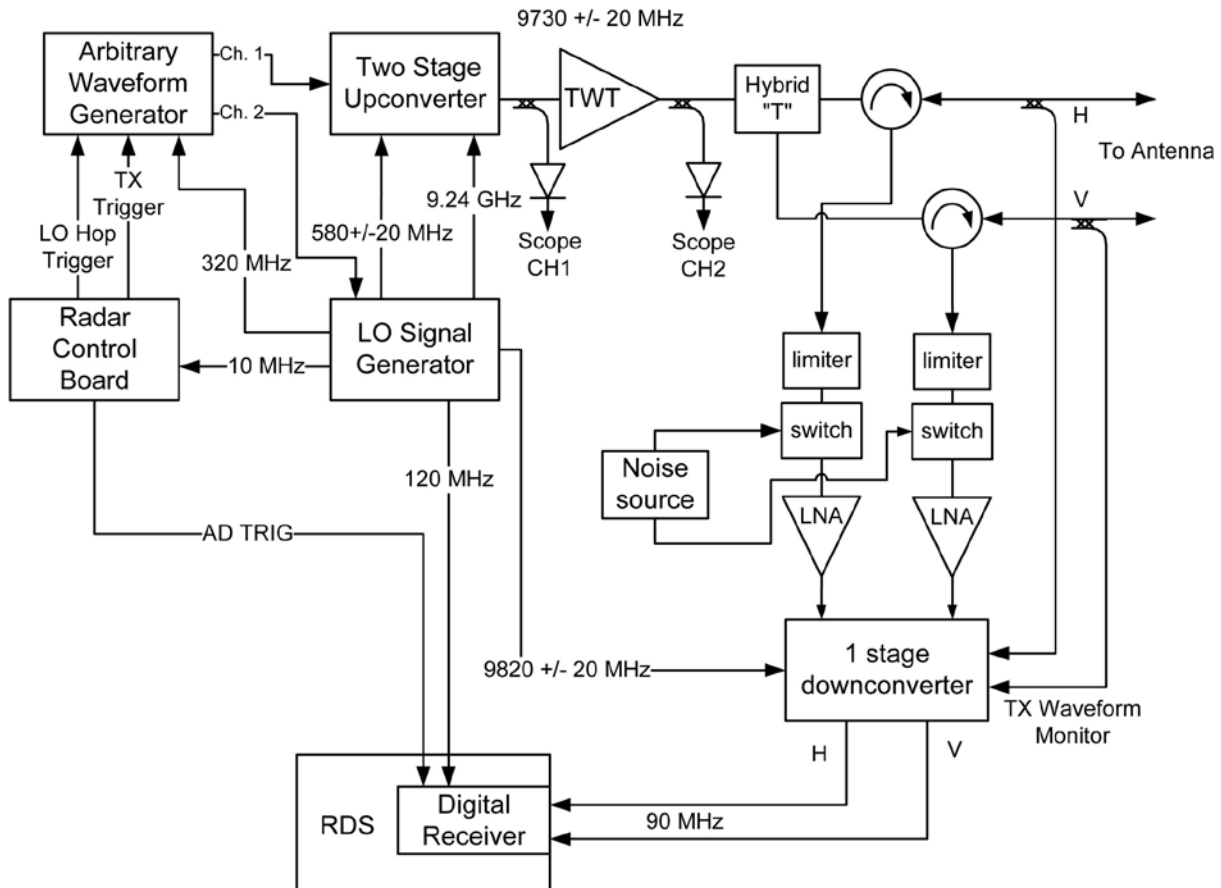 9730 +/- 20 MHz
Arbitrary
Waveform
Generator
Ch. 1
Ch. 2
Two Stage
Upconverter
TWT
Hybrid
"T"
H
To Antenna
V
TX
Trigger
LO Hop
Trigger
320 MHz
580+/-20 MHz
9.24 GHz
Scope
CH1
Scope
CH2
Radar
Control
Board
10 MHz
LO Signal
Generator
limiter
limiter
switch
switch
Noise
source
120 MHz
LNA
LNA
AD TRIG
9820 +/- 20 MHz
1 stage
downconverter
TX Waveform
Monitor
H
V
RDS
Digital
Receiver
90 MHz